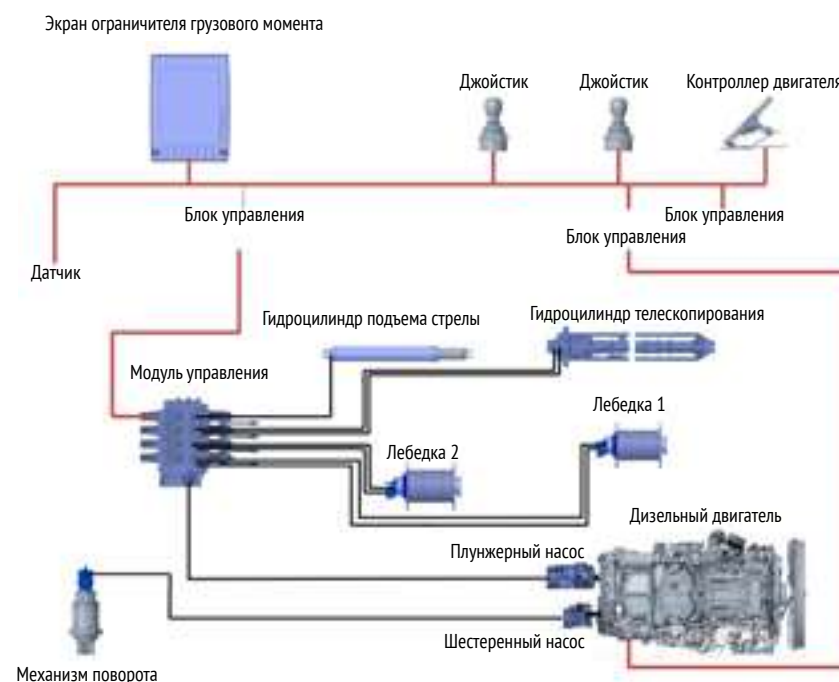 Экран ограничителя грузового момента
Джойстик
Джойстик
Контроллер двигателя
Блок управления
Блок управления
Блок управления
Датчик
Гидроцилиндр подъема стрелы
Гидроцилиндр телескопирования
Модуль управления
Лебедка 1
Лебедка 2
Дизельный двигатель
Плунжерный насос
Шестеренный насос
Механизм поворота